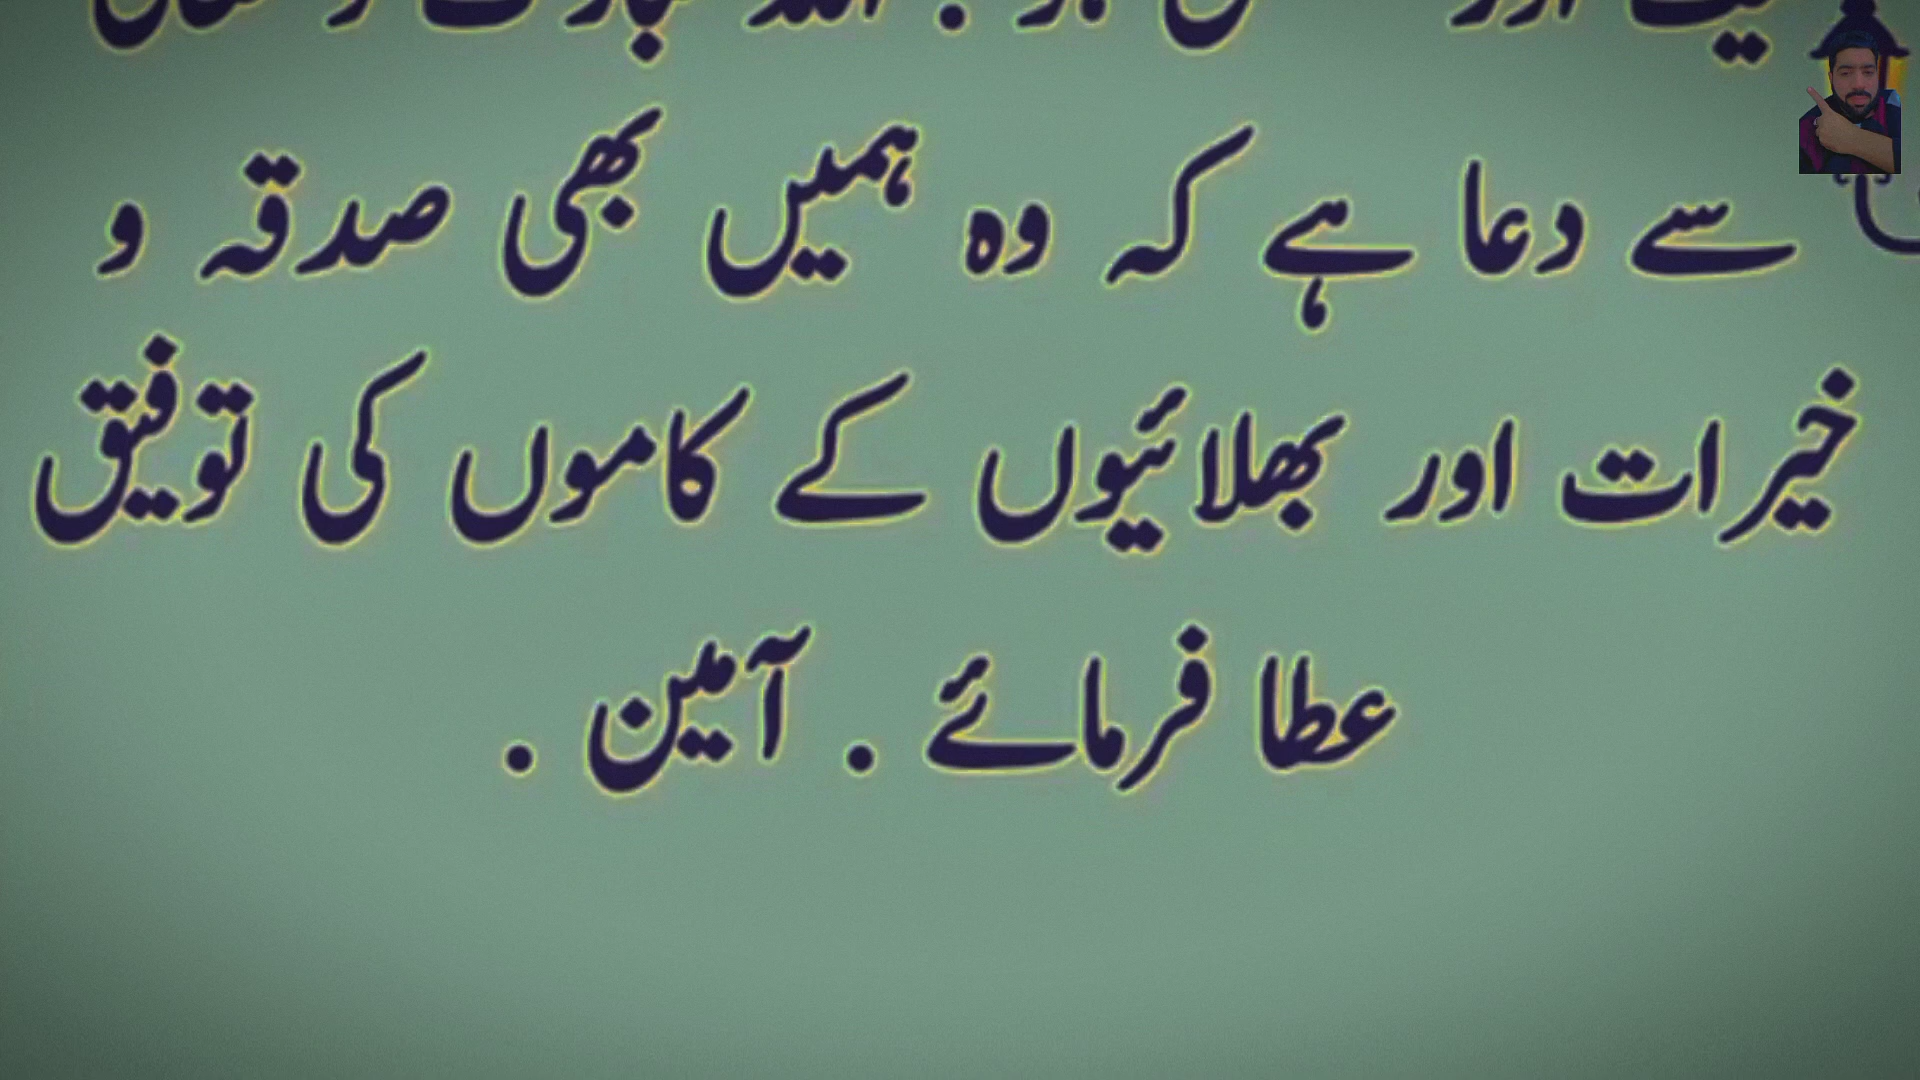 سے دعا ہے کہ وہ ہمیں بھی صدقہ و
خیرات اور بھلائیوں کے کاموں کی توفیق
عطا فرمائے . آمین .